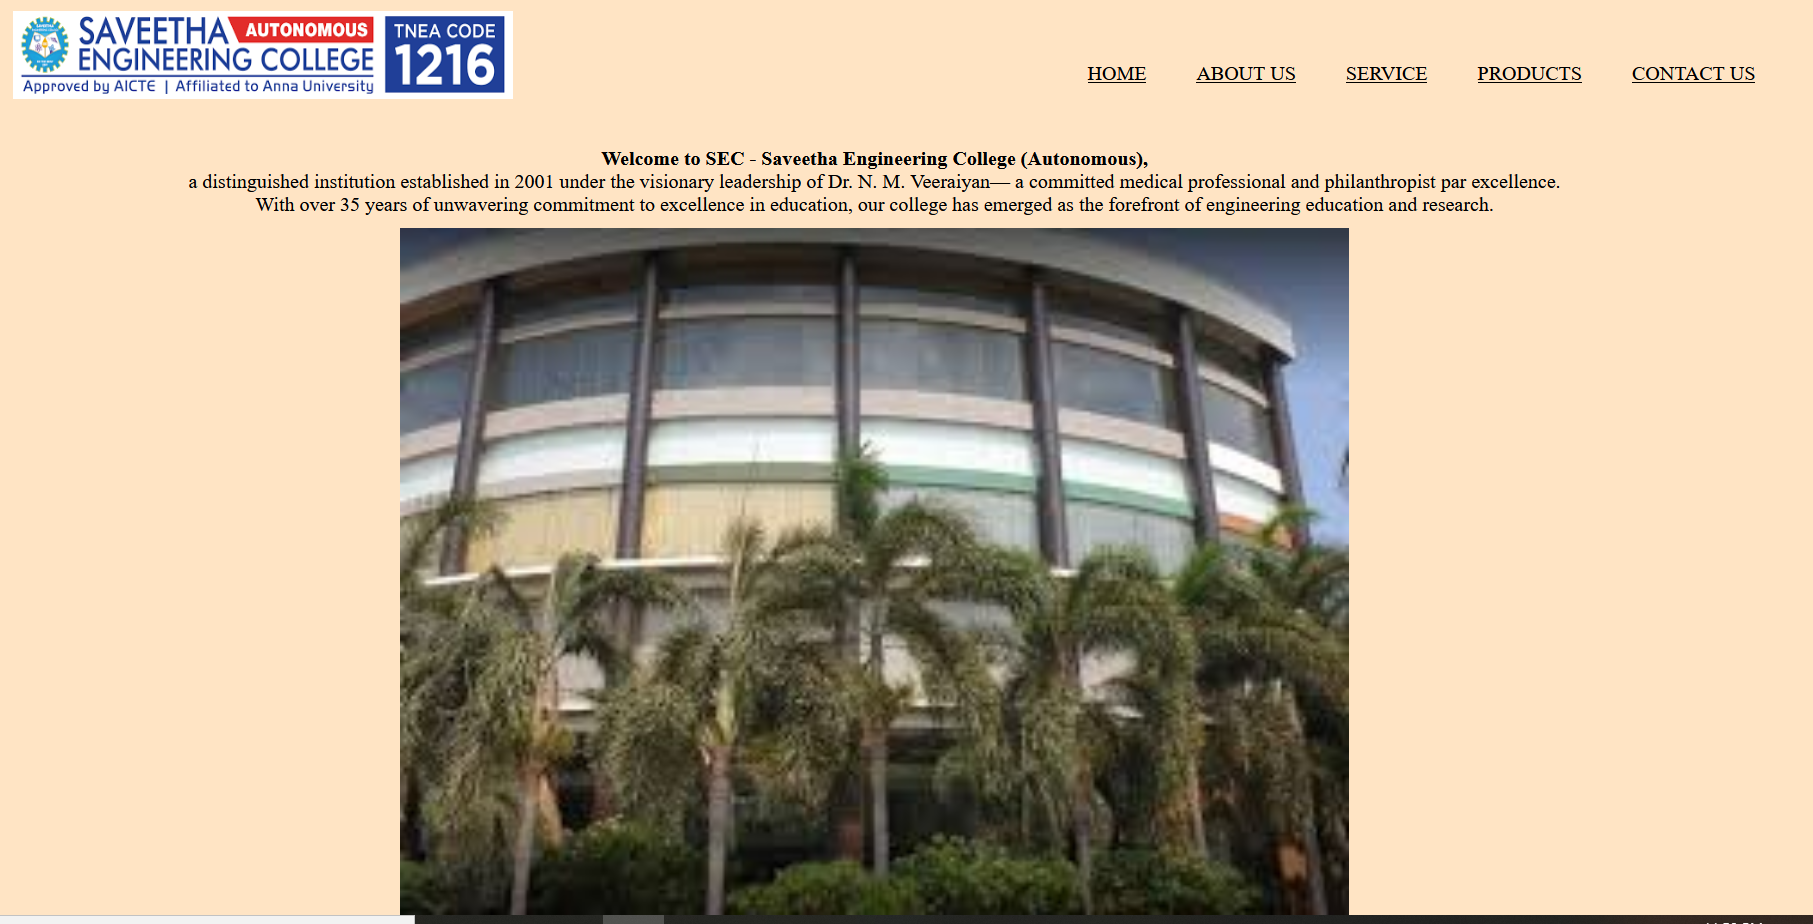 SAVEETHA AUTONOMOUS
ENGINEERING COLLEGE
Approved by AICTE | Affiliated to Anna University
TNEA CODE
1216
HOME ABOUT US SERVICE PRODUCTS CONTACT US
Welcome to SEC - Saveetha Engineering College (Autonomous),
a distinguished institution established in 2001 under the visionary leadership of Dr. N. M. Veeraiyan— a committed medical professional and philanthropist par excellence.
With over 35 years of unwavering commitment to excellence in education, our college has emerged as the forefront of engineering education and research.